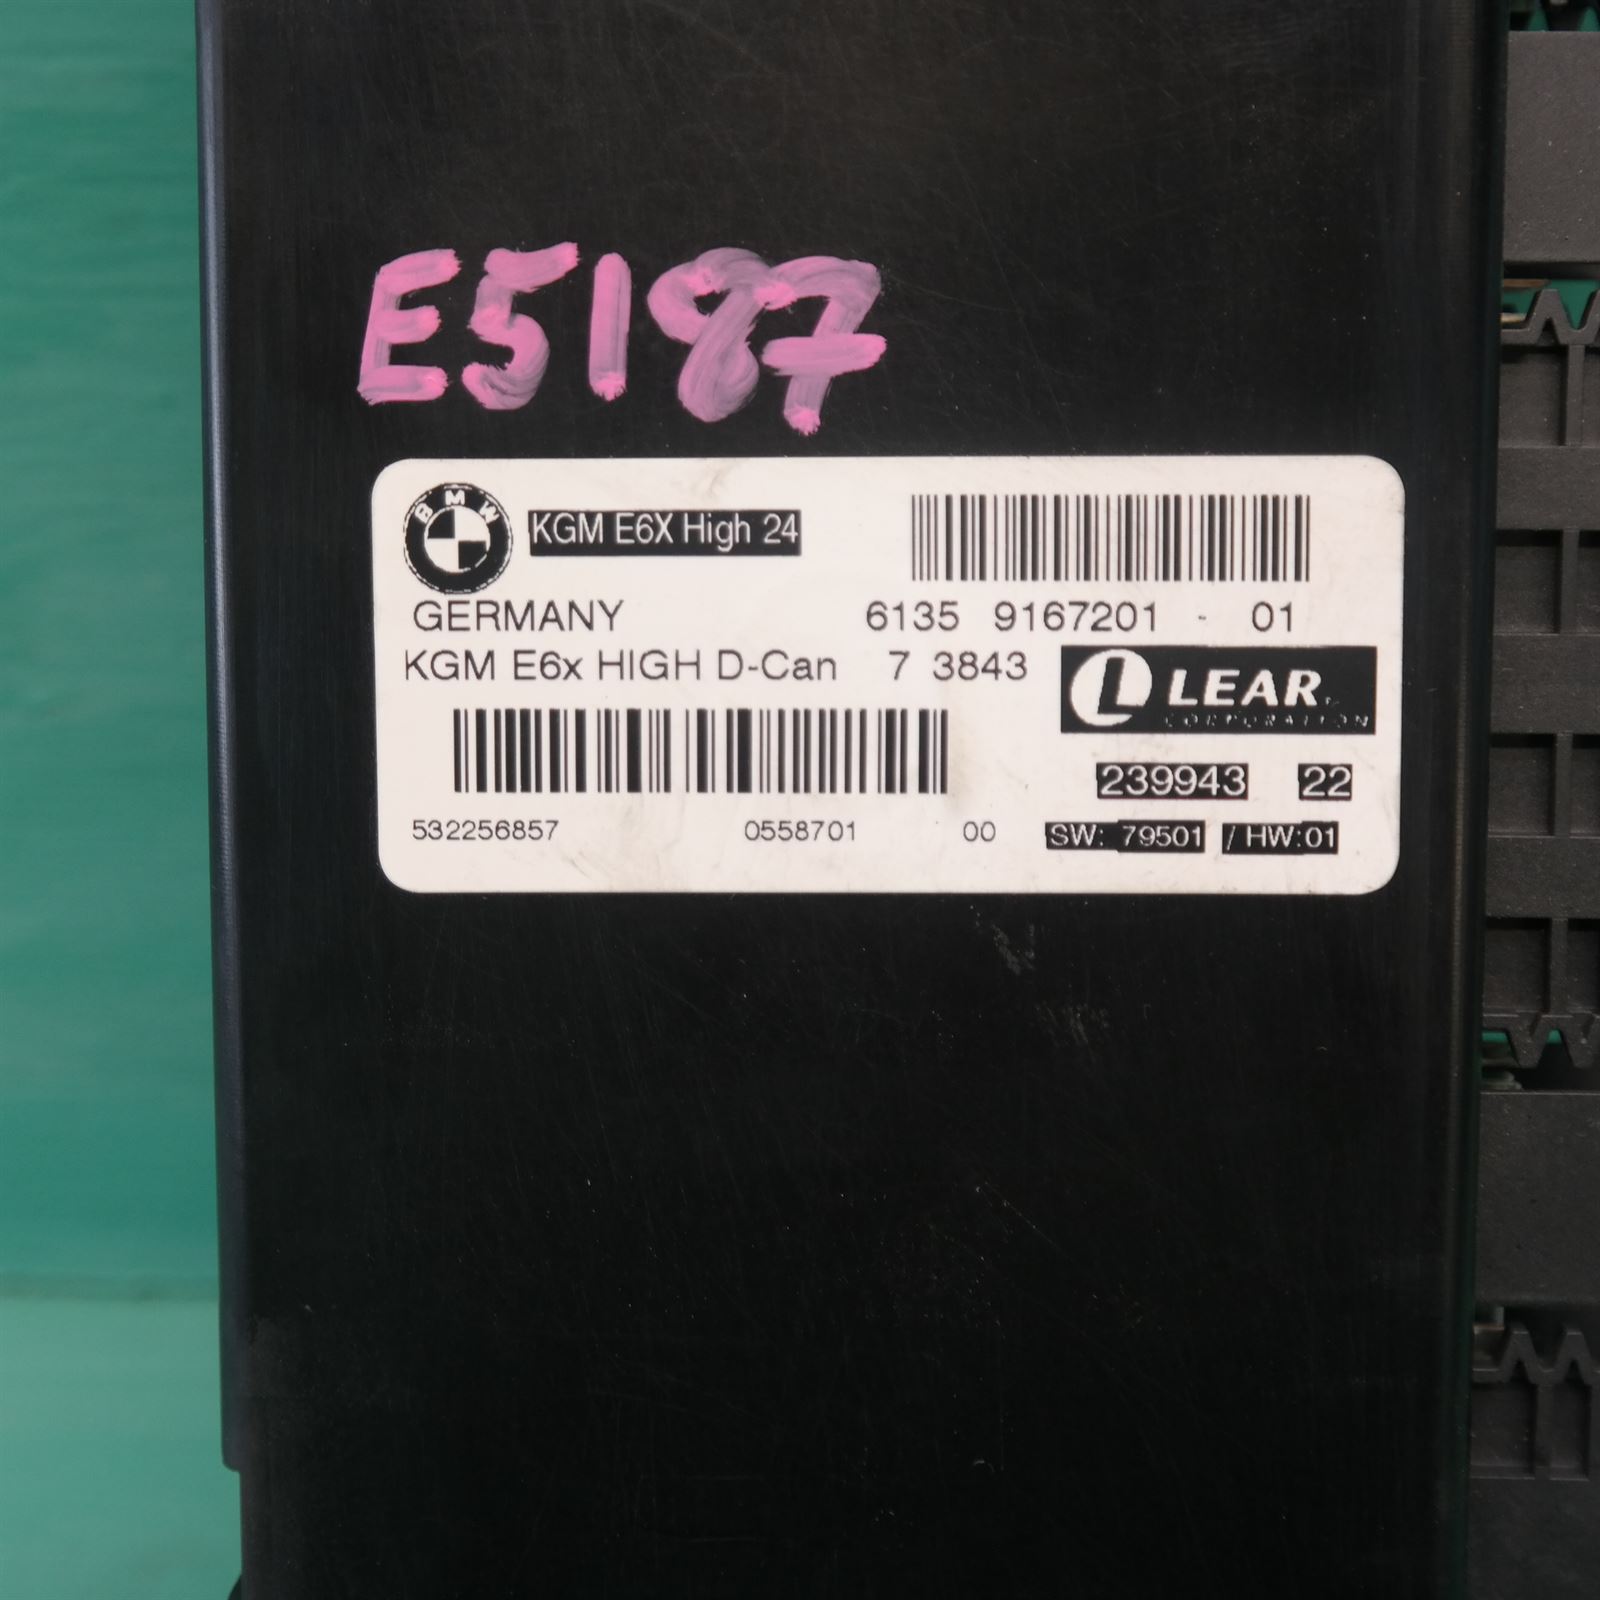 E5187
BMW
KGM E6X High 24
GERMANY 6135 9167201 - 01
KGM E6x HIGH D-Can 7 3843
LEAR
CORPORATION
239943 22
532256857 0558701 00
SW: 79501 / HW:01